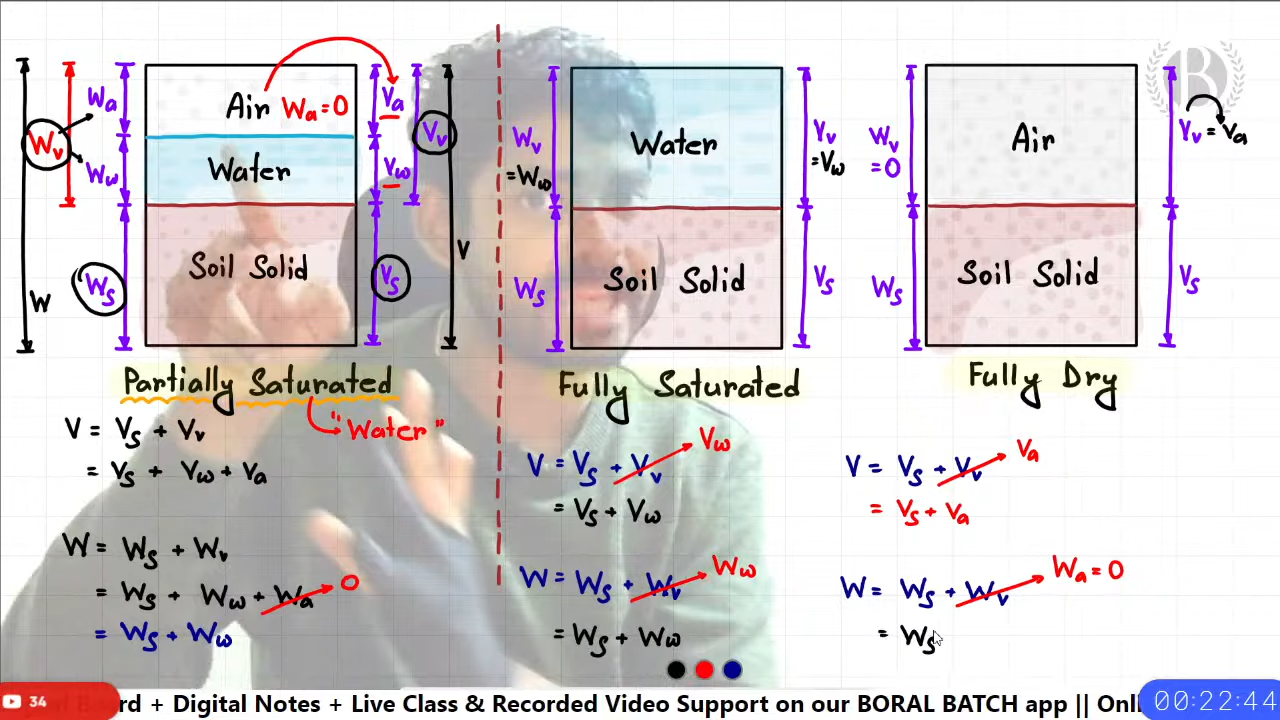 Air Wa=0
Water
Soil Solid
Wa
Wv
Ww
Ws
W
Va
Vv
Vw
Vs
V
Partially Saturated
"Water"
V = Vs + Vv
= Vs + Vw + Va
W = Ws + Wv
= Ws + Ww + Wa 0
= Ws + Ww
Water
Soil Solid
Wv
=Ww
Ws
Vv
=Vw
Vs
Fully Saturated
V = Vs + Vv Vw
= Vs + Vw
W = Ws + Wv Ww
= Ws + Ww
Air
Soil Solid
Wv
=0
Ws
Vv = Va
Vs
Fully Dry
V = Vs + Vv Va
= Vs + Va
W = Ws + Wv Wa = 0
= Ws
B
34
Board + Digital Notes + Live Class & Recorded Video Support on our BORAL BATCH app || Onl
00:22:44